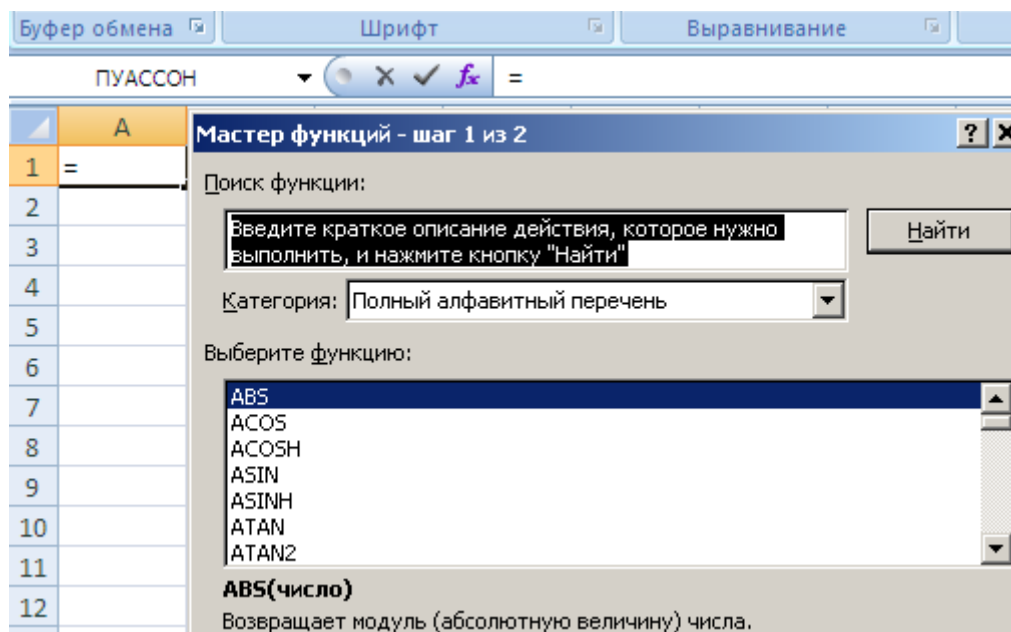 Буфер обмена Шрифт Выравнивание
ПУАССОН fx =
A
Мастер функций - шаг 1 из 2 ?
1 =
Поиск функции:
2
Введите краткое описание действия, которое нужно
выполнить, и нажмите кнопку "Найти"
Найти
3
4
Категория: Полный алфавитный перечень
5
Выберите функцию:
6
7
ABS
ACOS
8
ACOSH
ASIN
9
ASINH
10
ATAN
ATAN2
11
ABS(число)
12
Возвращает модуль (абсолютную величину) числа.